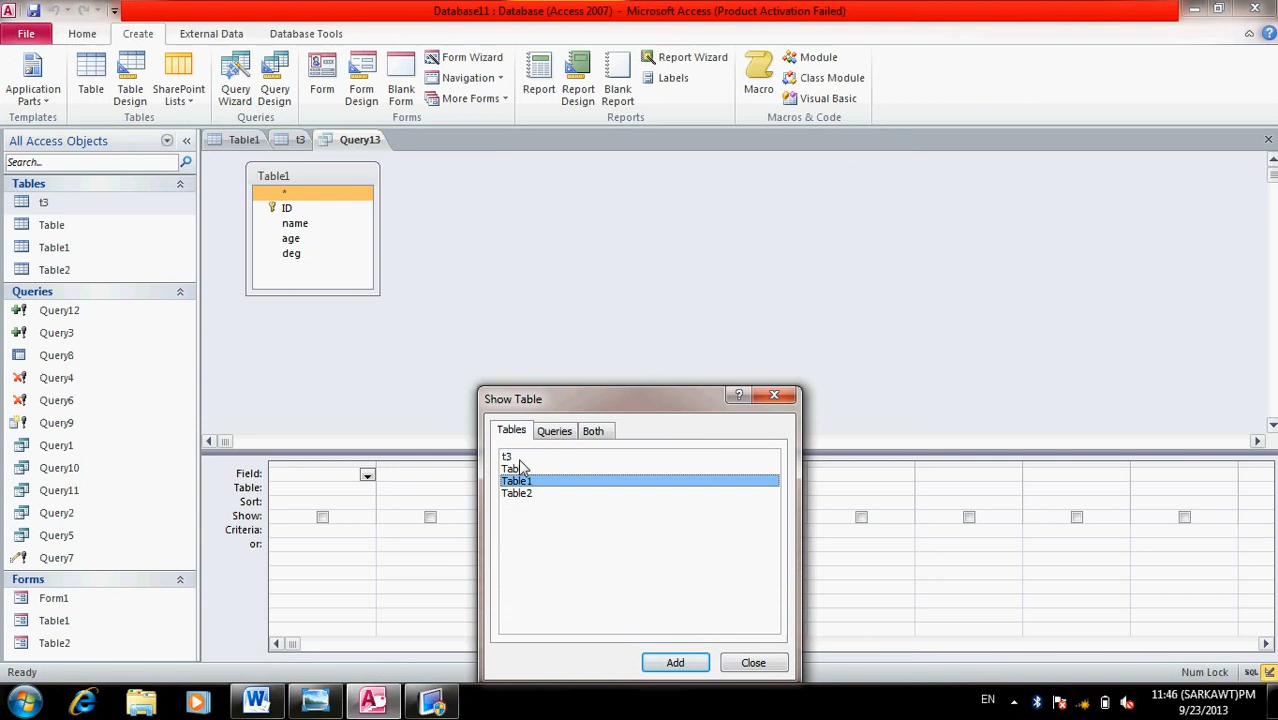 Database11 : Database (Access 2007) - Microsoft Access (Product Activation Failed)
File Home Create External Data Database Tools
Application Parts
Table
Table Design
SharePoint Lists
Query Wizard
Query Design
Form
Form Design
Blank Form
Form Wizard
Navigation
More Forms
Report
Report Design
Blank Report
Report Wizard
Labels
Macro
Module
Class Module
Visual Basic
Templates Tables Queries Forms Reports Macros & Code
All Access Objects
Search...
Tables
t3
Table
Table1
Table2
Queries
Query12
Query3
Query8
Query4
Query6
Query9
Query1
Query10
Query11
Query2
Query5
Query7
Forms
Form1
Table1
Table2
Table1 t3 Query13
Table1
*
ID
name
age
deg
Show Table
Tables Queries Both
t3
Table1
Table2
Add Close
Field:
Table:
Sort:
Show:
Criteria:
or:
Ready
Num Lock SQL
EN
11:46 (SARKAWT)PM
9/23/2013